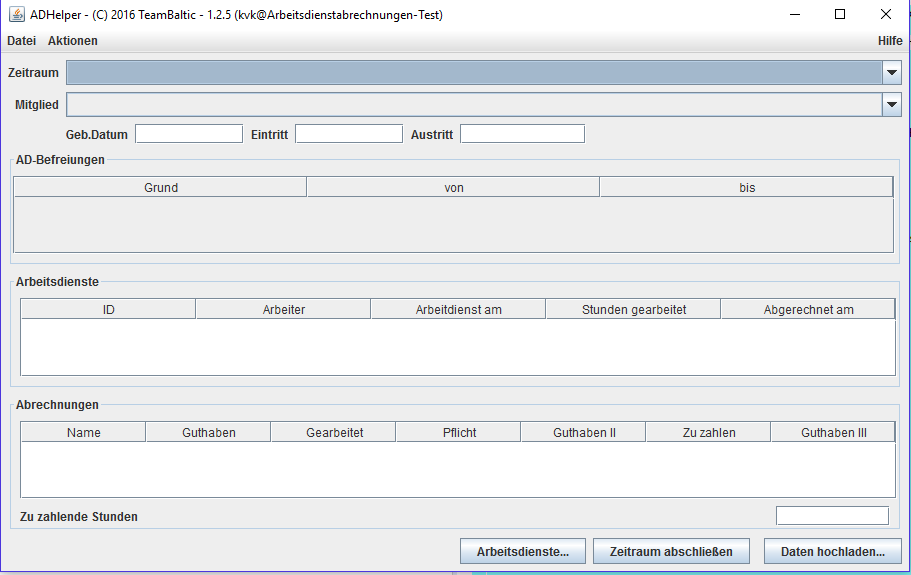 ADHelper - (C) 2016 TeamBaltic - 1.2.5 (kvk@Arbeitsdienstabrechnungen-Test)
Datei Aktionen Hilfe
Zeitraum
Mitglied
Geb.Datum Eintritt Austritt
AD-Befreiungen
Grund von bis
Arbeitsdienste
ID Arbeiter Arbeitdienst am Stunden gearbeitet Abgerechnet am
Abrechnungen
Name Guthaben Gearbeitet Pflicht Guthaben II Zu zahlen Guthaben III
Zu zahlende Stunden
Arbeitsdienste... Zeitraum abschließen Daten hochladen...